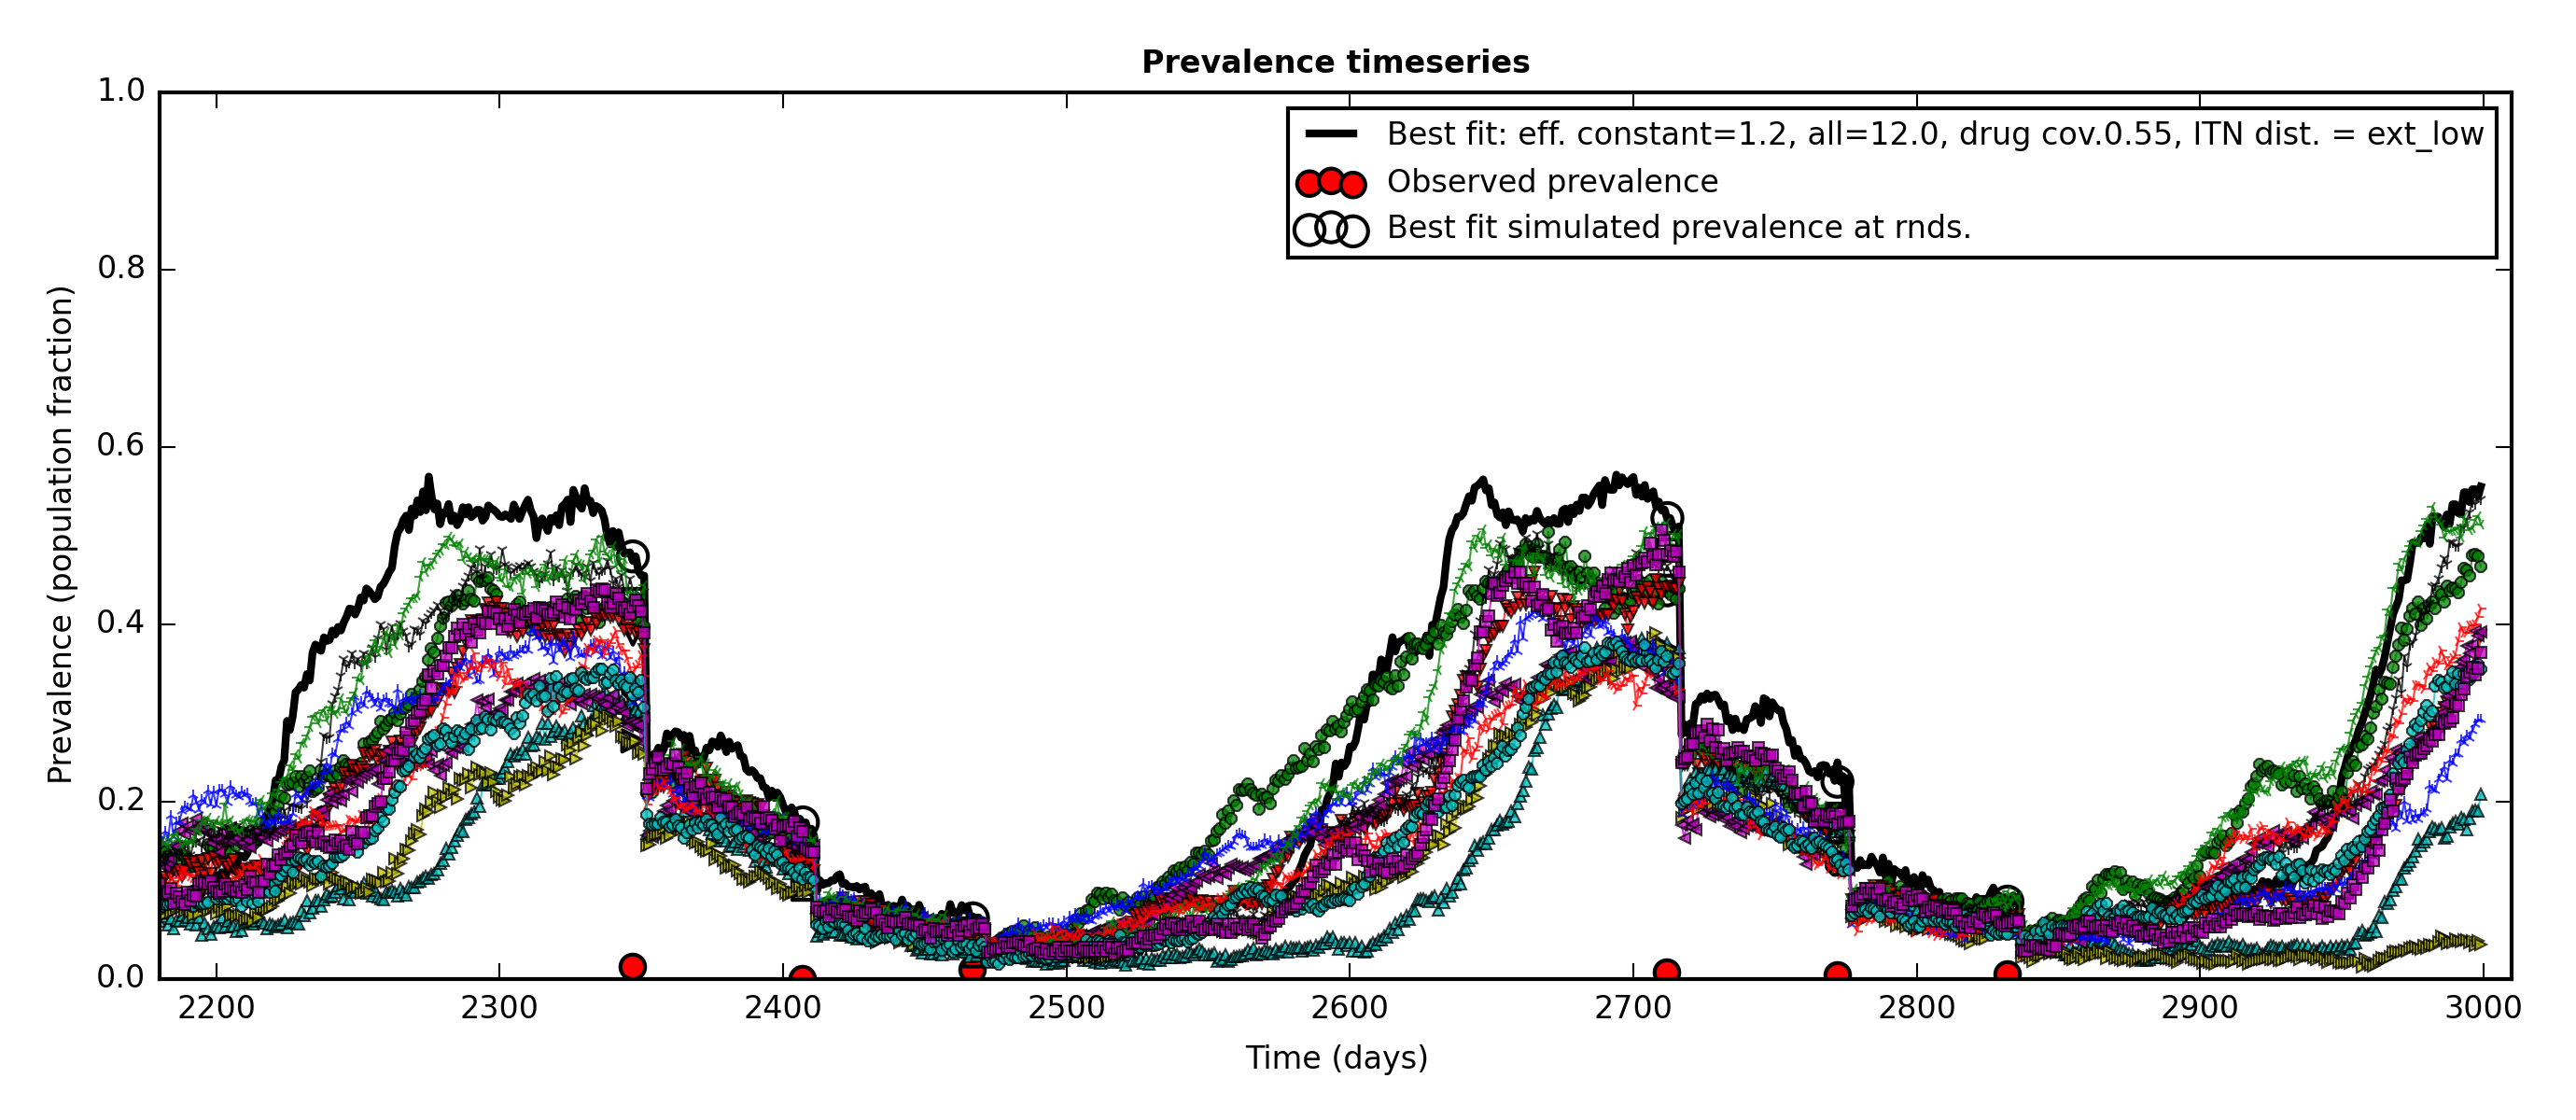 Prevalence timeseries
Best fit: eff. constant=1.2, all=12.0, drug cov.0.55, ITN dist. = ext_low
Observed prevalence
Best fit simulated prevalence at rnds.
Prevalence (population fraction)
1.0
0.8
0.6
0.4
0.2
0.0
2200 2300 2400 2500 2600 2700 2800 2900 3000
Time (days)